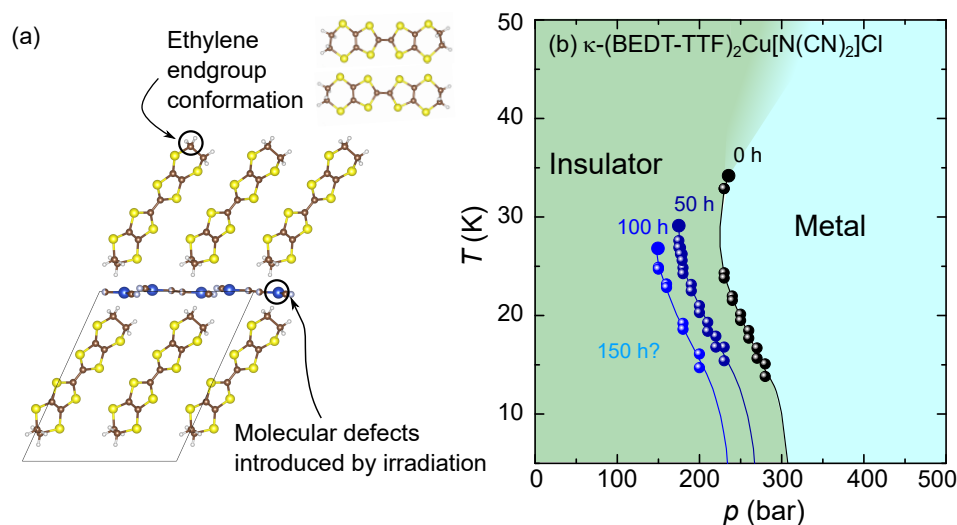 (a)
Ethylene
endgroup
conformation
Molecular defects
introduced by irradiation
(b) κ-(BEDT-TTF)₂Cu[N(CN)₂]Cl
Insulator
Metal
0 h
50 h
100 h
150 h?
T (K)
50
40
30
20
10
0 100 200 300 400 500
p (bar)